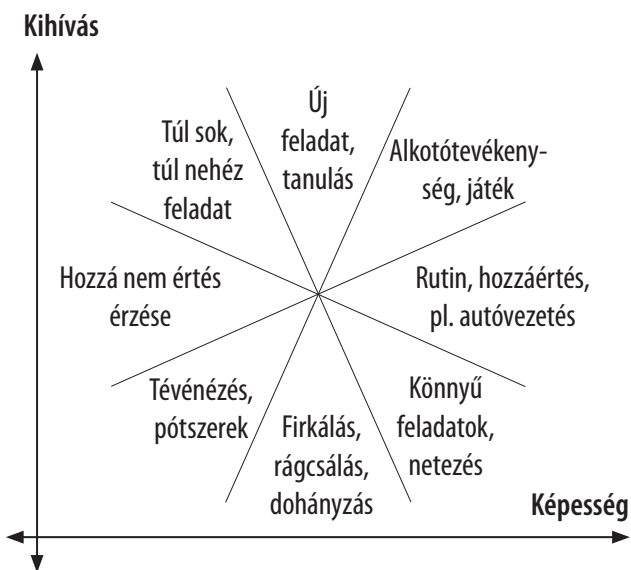 Kihívás
Új
feladat,
tanulás
Túl sok,
túl nehéz
feladat
Alkotótevékeny-
ség, játék
Hozzá nem értés
érzése
Rutin, hozzáértés,
pl. autóvezetés
Tévénézés,
pótszerek
Firkálás,
rágcsálás,
dohányzás
Könnyű
feladatok,
netezés
Képesség